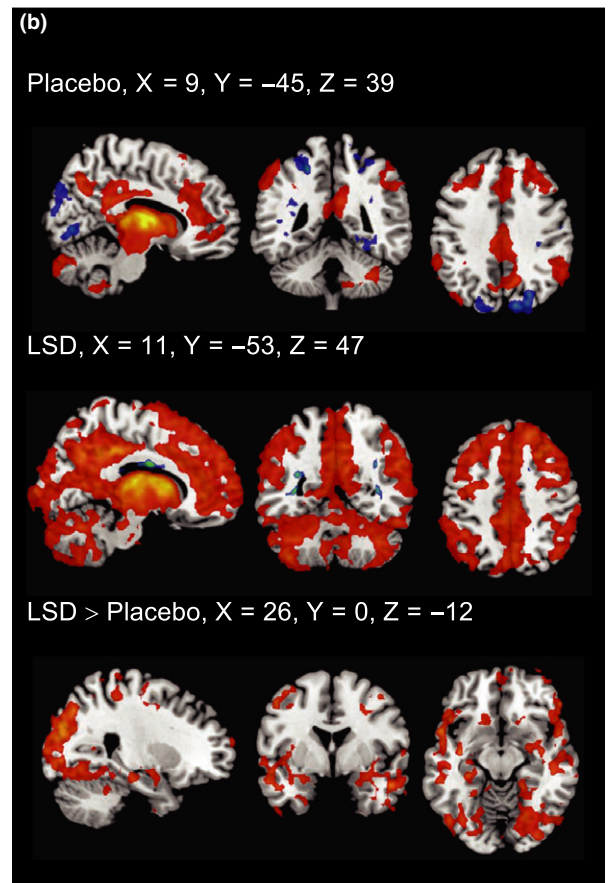 (b)
Placebo, X = 9, Y = −45, Z = 39
LSD, X = 11, Y = −53, Z = 47
LSD > Placebo, X = 26, Y = 0, Z = −12